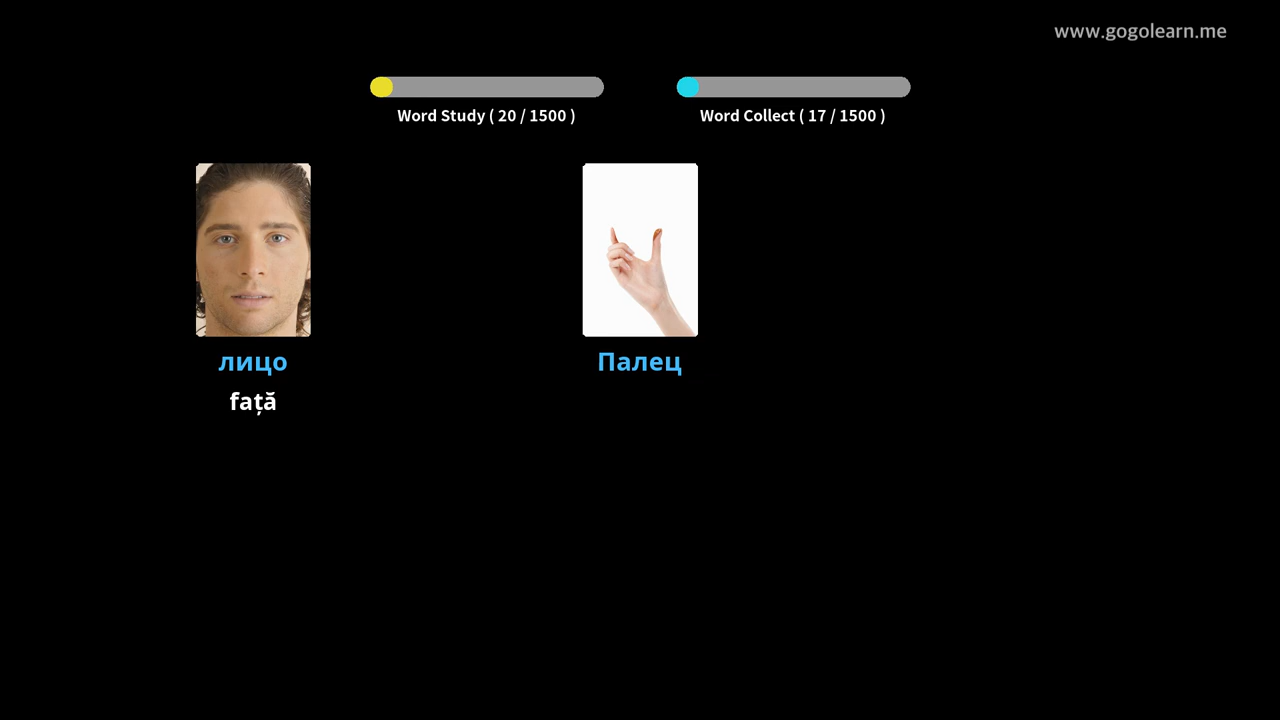 www.gogolearn.me
Word Study ( 20 / 1500 )
Word Collect ( 17 / 1500 )
лицо
Палец
față